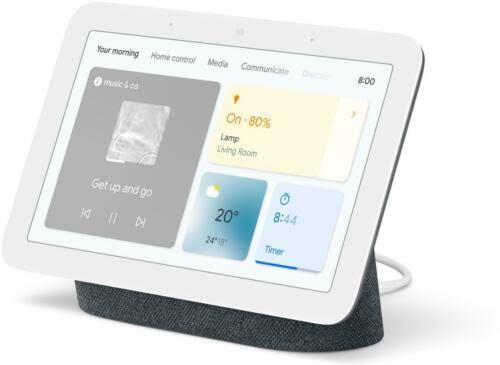 Your morning Home control Media Communicate Discover 8:00
music & co
Get up and go
On · 80%
Lamp
Living Room
20°
24° 18°
8:44
Timer